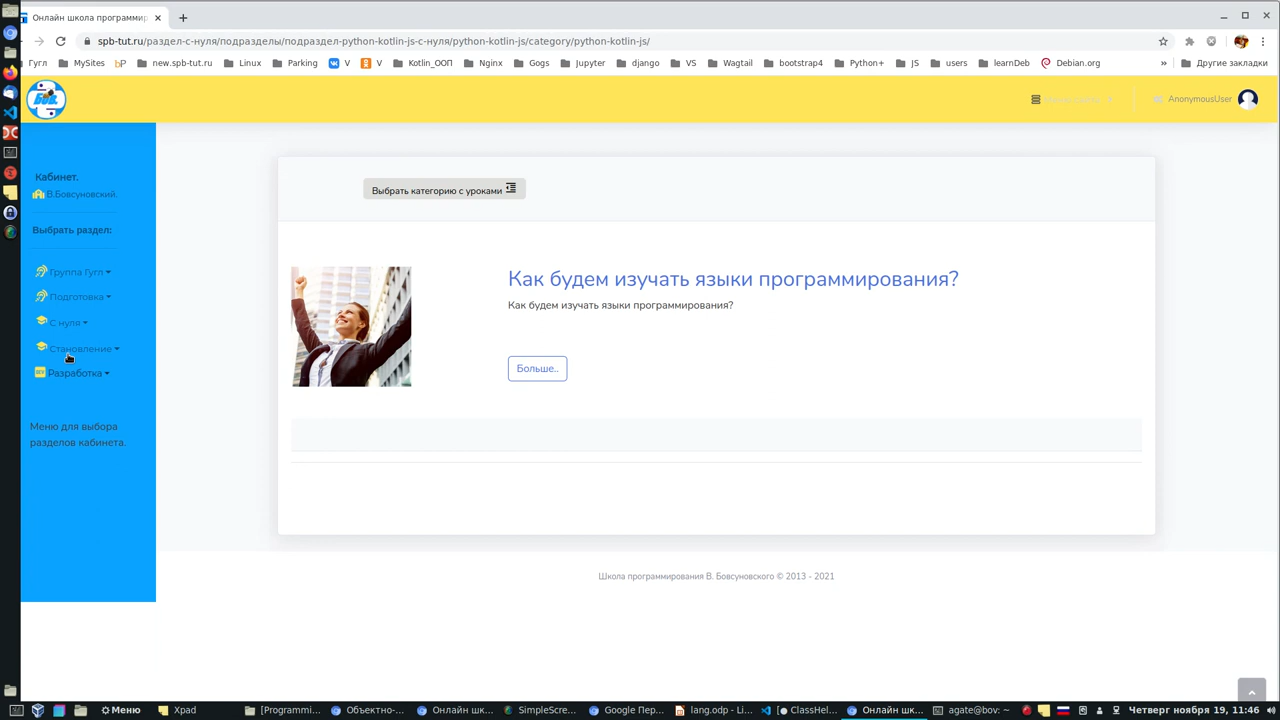 Онлайн школа программир
spb-tut.ru/раздел-с-нуля/подразделы/подраздел-python-kotlin-js-с-нуля/python-kotlin-js/category/python-kotlin-js/
Гугл MySites bP new.spb-tut.ru Linux Parking V V Kotlin_ООП Nginx Gogs Jupyter django VS Wagtail bootstrap4 Python+ JS users learnDeb Debian.org » Другие закладки
БОВ.
AnonymousUser
Кабинет.
В.Бовсуновский.
Выбрать раздел:
Группа Гугл
Подготовка
С нуля
Становление
Разработка
Меню для выбора
разделов кабинета.
Выбрать категорию с уроками
Как будем изучать языки программирования?
Как будем изучать языки программирования?
Больше..
Школа программирования В. Бовсуновского © 2013 - 2021
Меню Xpad [Programmi... Объектно-... Онлайн шк... SimpleScre... Google Пер... lang.odp - Li... [ClassHel... Онлайн шк... agate@bov: ~ Четверг ноября 19, 11:46